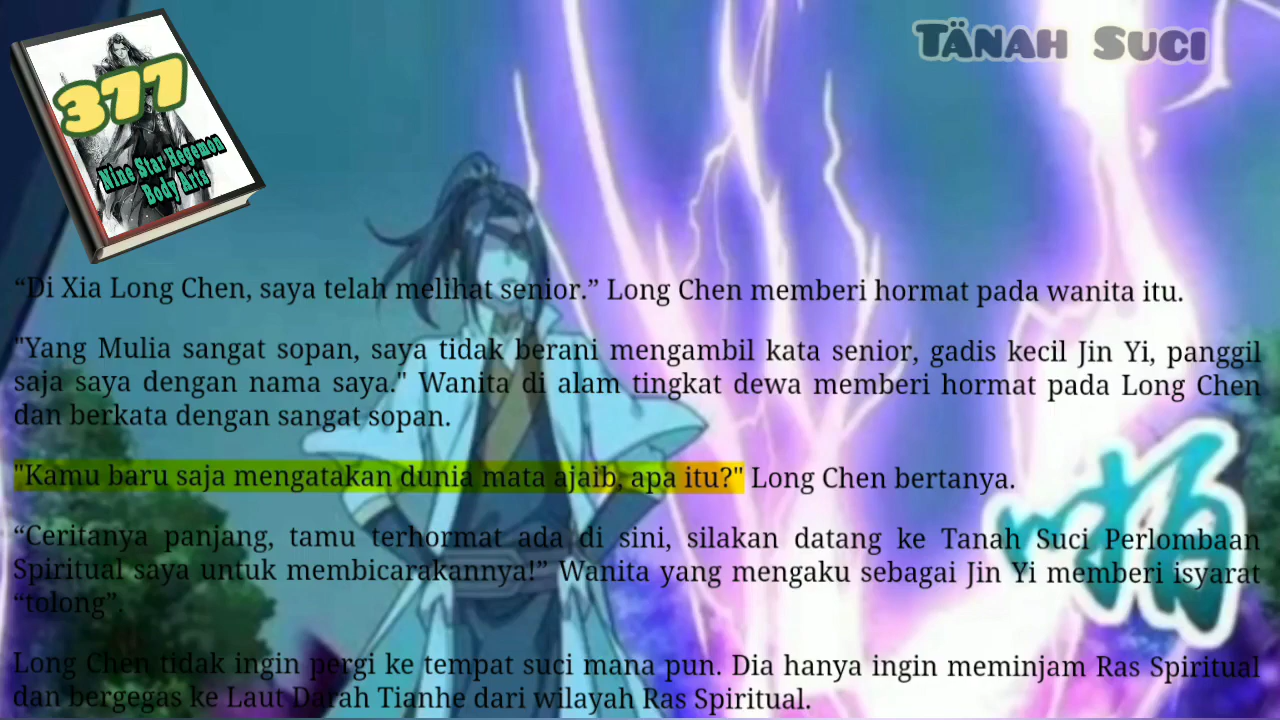 Tänah Suci
377
Nine Star Hegemon
Body Arts
“Di Xia Long Chen, saya telah melihat senior.” Long Chen memberi hormat pada wanita itu.
"Yang Mulia sangat sopan, saya tidak berani mengambil kata senior, gadis kecil Jin Yi, panggil
saja saya dengan nama saya." Wanita di alam tingkat dewa memberi hormat pada Long Chen
dan berkata dengan sangat sopan.
"Kamu baru saja mengatakan dunia mata ajaib, apa itu?" Long Chen bertanya.
“Ceritanya panjang, tamu terhormat ada di sini, silakan datang ke Tanah Suci Perlombaan
Spiritual saya untuk membicarakannya!” Wanita yang mengaku sebagai Jin Yi memberi isyarat
“tolong”.
Long Chen tidak ingin pergi ke tempat suci mana pun. Dia hanya ingin meminjam Ras Spiritual
dan bergegas ke Laut Darah Tianhe dari wilayah Ras Spiritual.